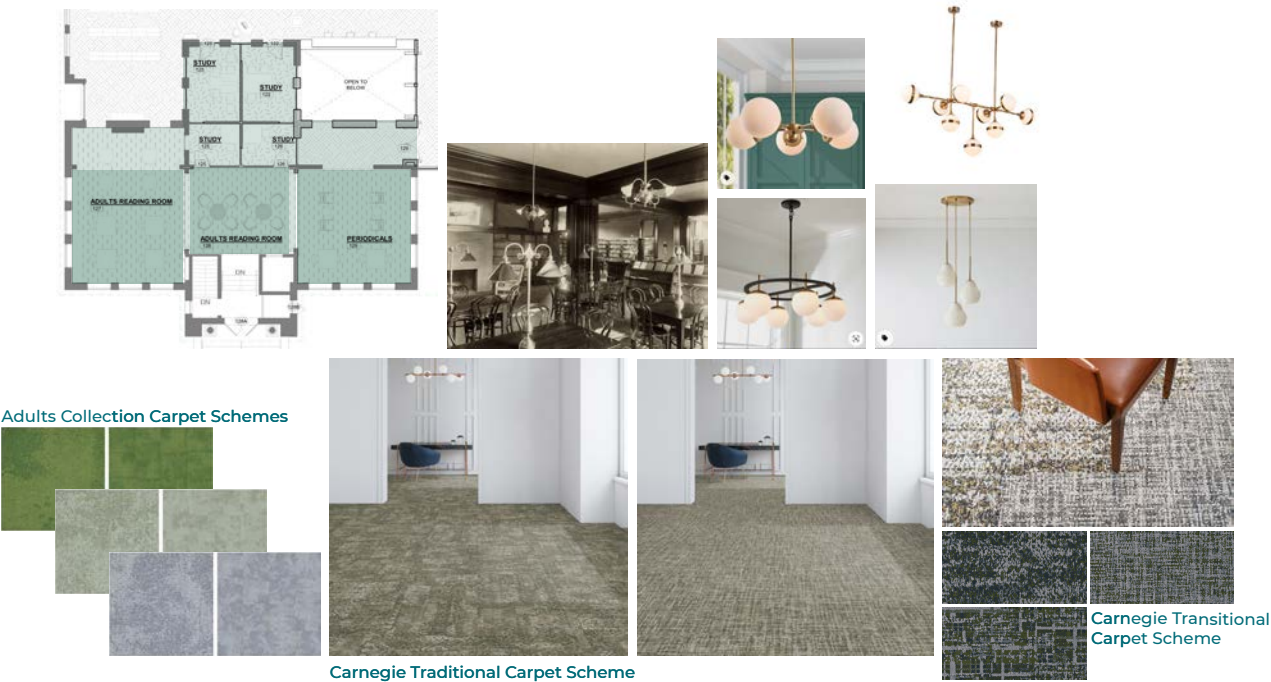 STUDY
STUDY
OPEN TO
BELOW
STUDY
STUDY
ADULTS READING ROOM
ADULTS READING ROOM
PERIODICALS
DN
DN
Adults Collection Carpet Schemes
Carnegie Traditional Carpet Scheme
Carnegie Transitional
Carpet Scheme